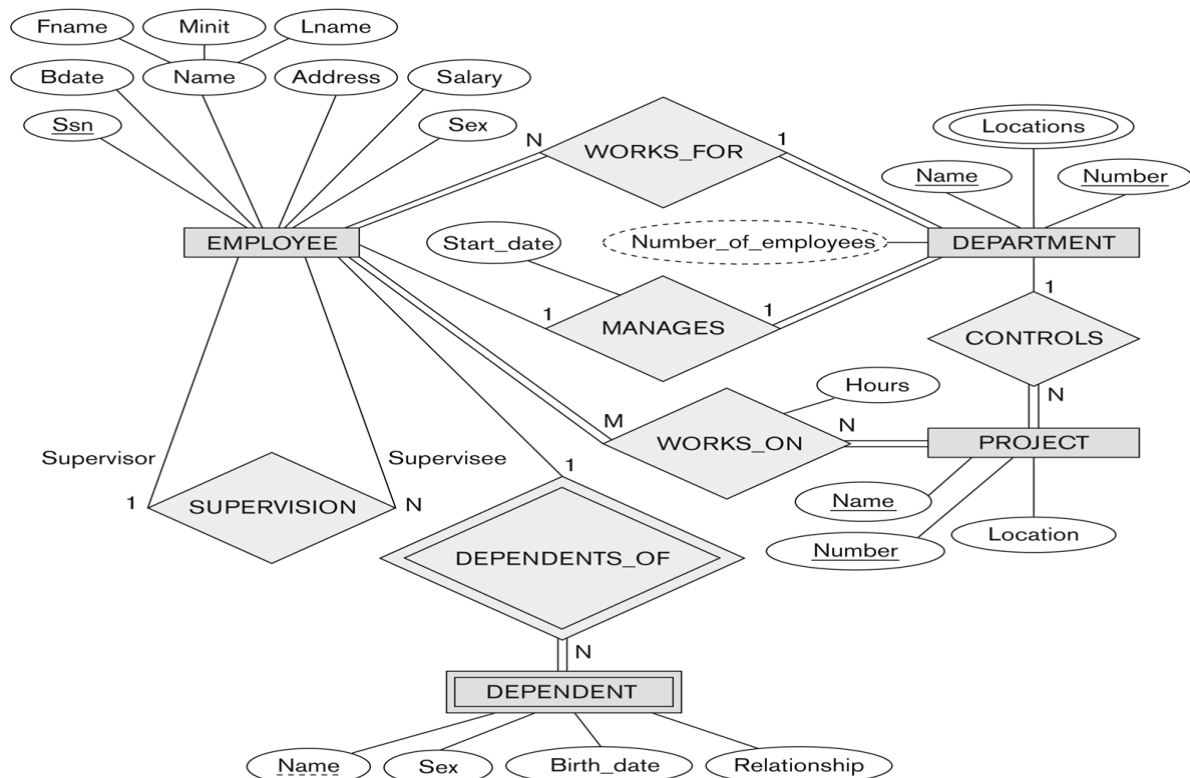 Fname
Minit
Lname
Bdate
Name
Address
Salary
Ssn
Sex
N
WORKS_FOR
1
Locations
Name
Number
EMPLOYEE
Start_date
Number_of_employees
DEPARTMENT
1
MANAGES
1
1
CONTROLS
N
Hours
M
WORKS_ON
N
PROJECT
Name
Number
Location
Supervisor
Supervisee
1
SUPERVISION
N
1
DEPENDENTS_OF
N
DEPENDENT
Name
Sex
Birth_date
Relationship